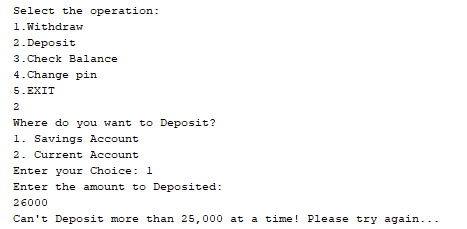 Select the operation:
1.Withdraw
2.Deposit
3.Check Balance
4.Change pin
5.EXIT
2
Where do you want to Deposit?
1. Savings Account
2. Current Account
Enter your Choice: 1
Enter the amount to Deposited:
26000
Can't Deposit more than 25,000 at a time! Please try again...